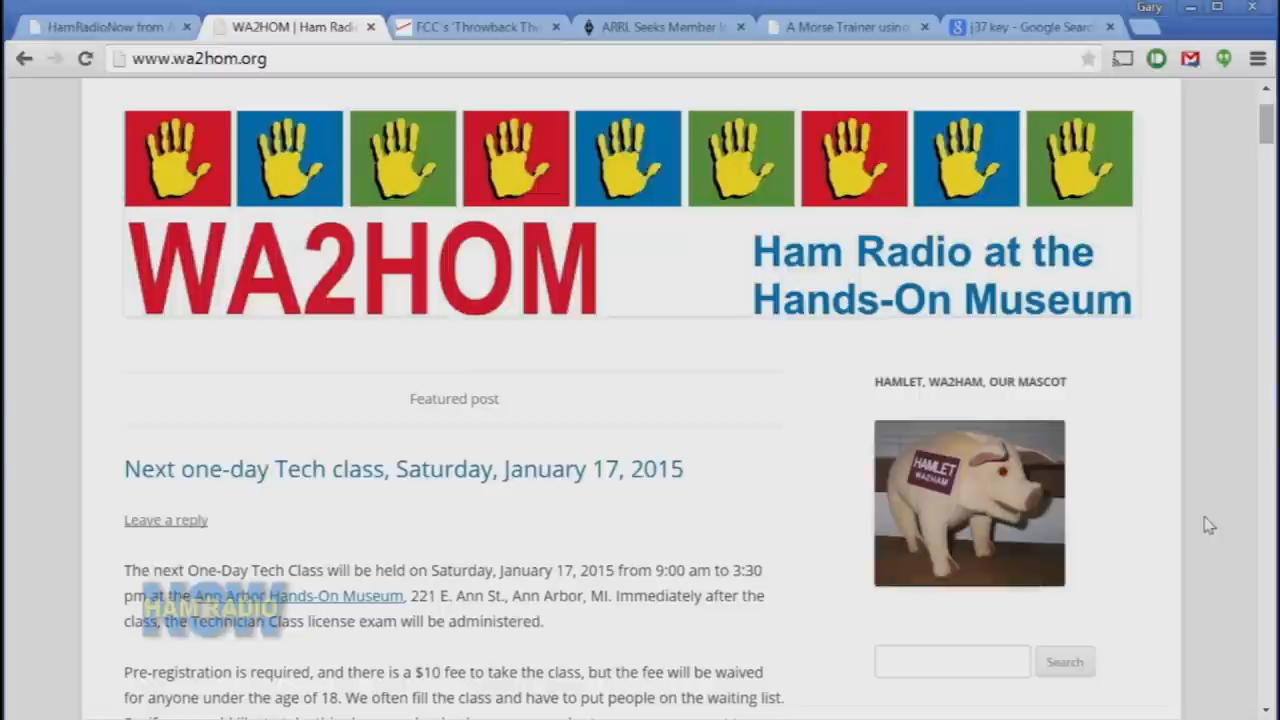 Gary
HamRadioNow from A
WA2HOM | Ham Radi
FCC's 'Throwback Th
ARRL Seeks Member I
A Morse Trainer using
j37 key - Google Searc
www.wa2hom.org
WA2HOM
Ham Radio at the
Hands-On Museum
HAMLET, WA2HAM, OUR MASCOT
Featured post
HAMLET
WA2HAM
Next one-day Tech class, Saturday, January 17, 2015
Leave a reply
The next One-Day Tech Class will be held on Saturday, January 17, 2015 from 9:00 am to 3:30
pm at the Ann Arbor Hands-On Museum, 221 E. Ann St., Ann Arbor, MI. Immediately after the
class, the Technician Class license exam will be administered.
HAM RADIO
NOW
Search
Pre-registration is required, and there is a $10 fee to take the class, but the fee will be waived
for anyone under the age of 18. We often fill the class and have to put people on the waiting list.